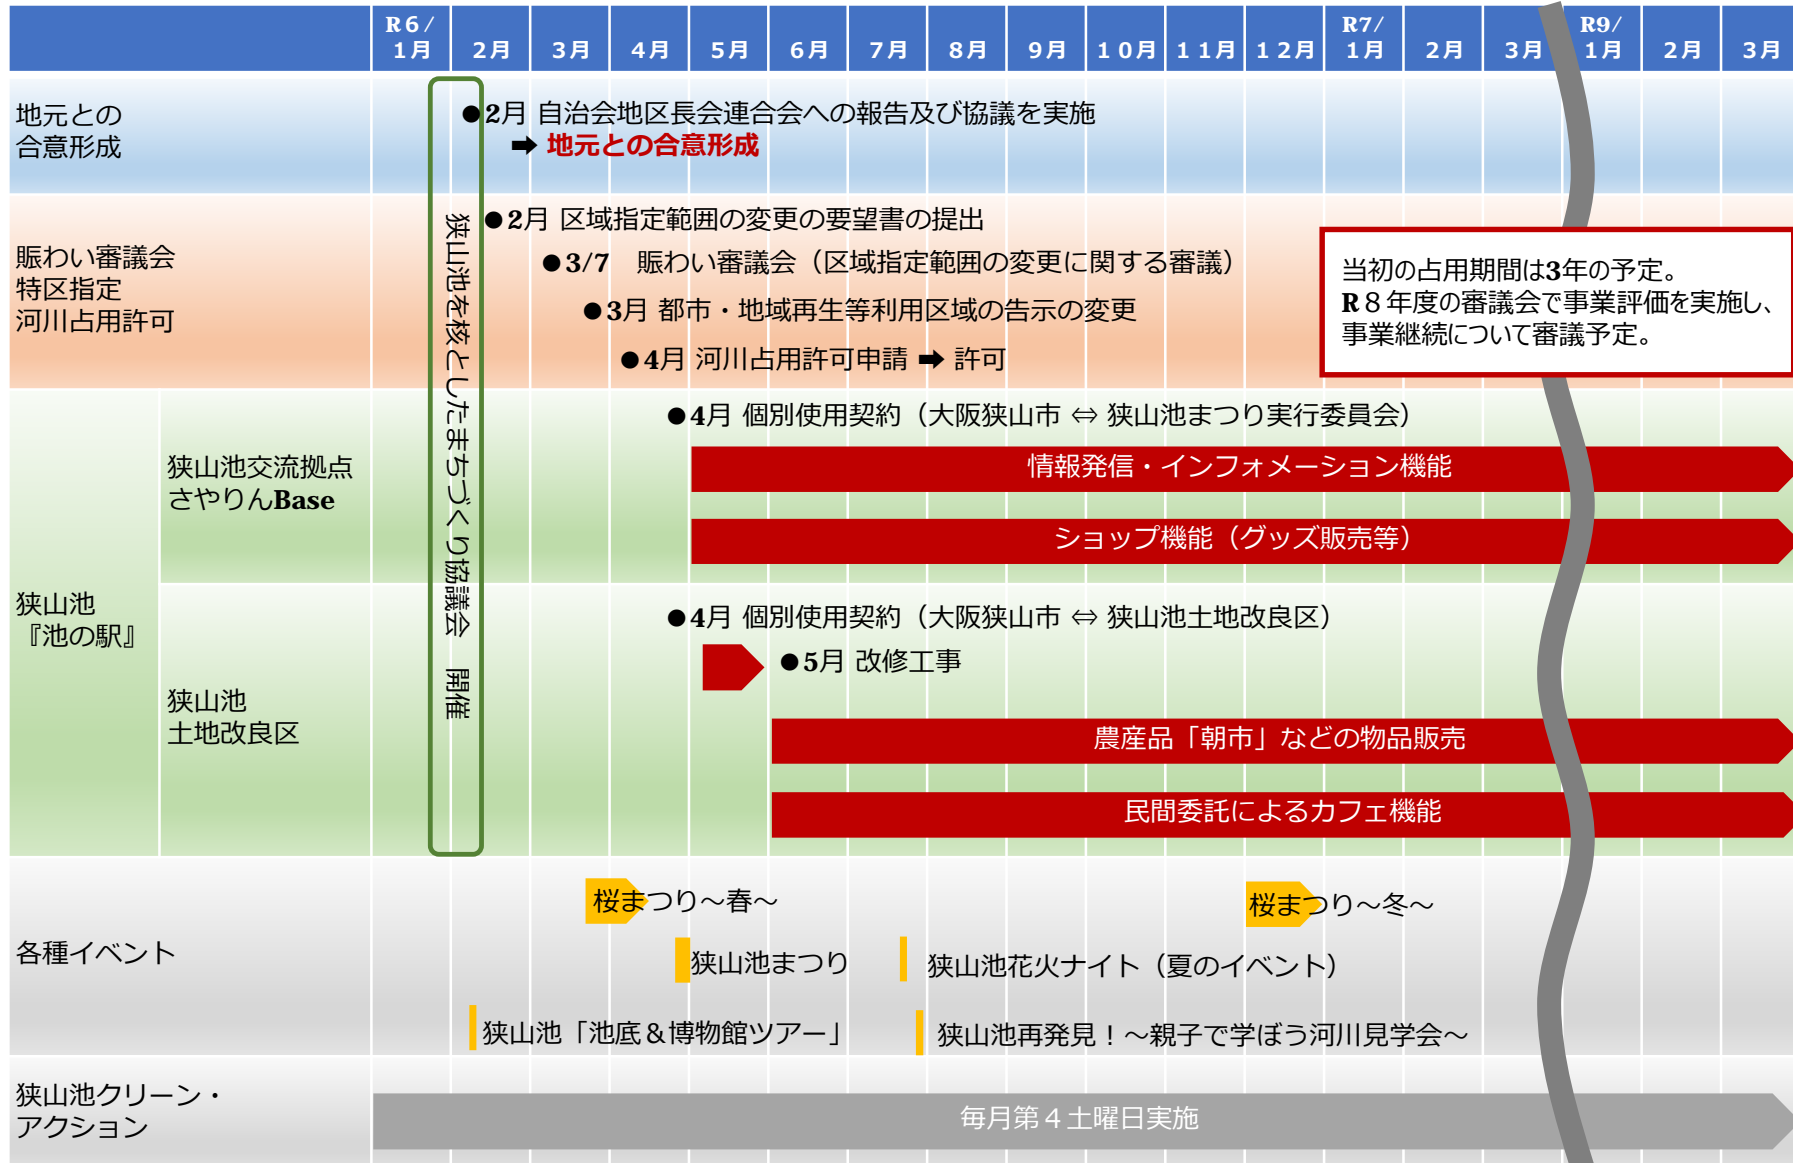 R6/
1月
2月
3月
4月
5月
6月
7月
8月
9月
10月
11月
12月
R7/
1月
2月
3月
R9/
1月
2月
3月
地元との
合意形成
●2月 自治会地区長会連合会への報告及び協議を実施
➡ 地元との合意形成
狭山池を核としたまちづくり協議会 開催
賑わい審議会
特区指定
河川占用許可
●2月 区域指定範囲の変更の要望書の提出
●3/7 賑わい審議会（区域指定範囲の変更に関する審議）
●3月 都市・地域再生等利用区域の告示の変更
●4月 河川占用許可申請 ➡ 許可
当初の占用期間は3年の予定。
R８年度の審議会で事業評価を実施し、
事業継続について審議予定。
狭山池
『池の駅』
狭山池交流拠点
さやりんBase
●4月 個別使用契約（大阪狭山市 ⇔ 狭山池まつり実行委員会）
情報発信・インフォメーション機能
ショップ機能（グッズ販売等）
狭山池
土地改良区
●4月 個別使用契約（大阪狭山市 ⇔ 狭山池土地改良区）
●5月 改修工事
農産品「朝市」などの物品販売
民間委託によるカフェ機能
各種イベント
桜まつり～春～
桜まつり～冬～
狭山池まつり
狭山池花火ナイト（夏のイベント）
狭山池「池底＆博物館ツアー」
狭山池再発見！～親子で学ぼう河川見学会～
狭山池クリーン・
アクション
毎月第４土曜日実施